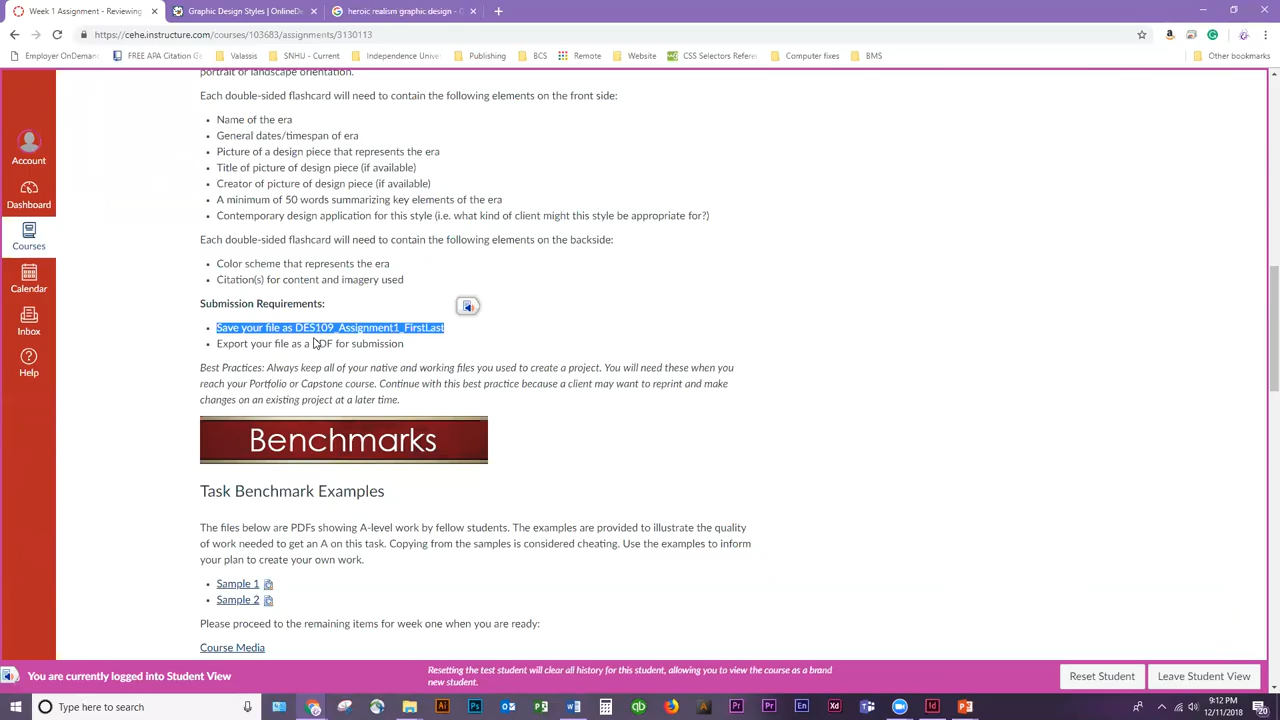 Week 1 Assignment - Reviewing
Graphic Design Styles | OnlineDe
heroic realism graphic design -
https://cehe.instructure.com/courses/103683/assignments/3130113
Employer OnDeman
FREE APA Citation Ge
Valassis
SNHU - Current
Independence Univers
Publishing
BCS
Remote
Website
CSS Selectors Refere
Computer fixes
BMS
Other bookmarks
Account
Dashboard
Courses
Calendar
Inbox
Help
portrait or landscape orientation.
Each double-sided flashcard will need to contain the following elements on the front side:
Name of the era
General dates/timespan of era
Picture of a design piece that represents the era
Title of picture of design piece (if available)
Creator of picture of design piece (if available)
A minimum of 50 words summarizing key elements of the era
Contemporary design application for this style (i.e. what kind of client might this style be appropriate for?)
Each double-sided flashcard will need to contain the following elements on the backside:
Color scheme that represents the era
Citation(s) for content and imagery used
Submission Requirements:
Save your file as DES109_Assignment1_FirstLast
Export your file as a PDF for submission
Best Practices: Always keep all of your native and working files you used to create a project. You will need these when you
reach your Portfolio or Capstone course. Continue with this best practice because a client may want to reprint and make
changes on an existing project at a later time.
Benchmarks
Task Benchmark Examples
The files below are PDFs showing A-level work by fellow students. The examples are provided to illustrate the quality
of work needed to get an A on this task. Copying from the samples is considered cheating. Use the examples to inform
your plan to create your own work.
Sample 1
Sample 2
Please proceed to the remaining items for week one when you are ready:
Course Media
You are currently logged into Student View
Resetting the test student will clear all history for this student, allowing you to view the course as a brand
new student.
Reset Student
Leave Student View
Type here to search
9:12 PM
12/11/2018